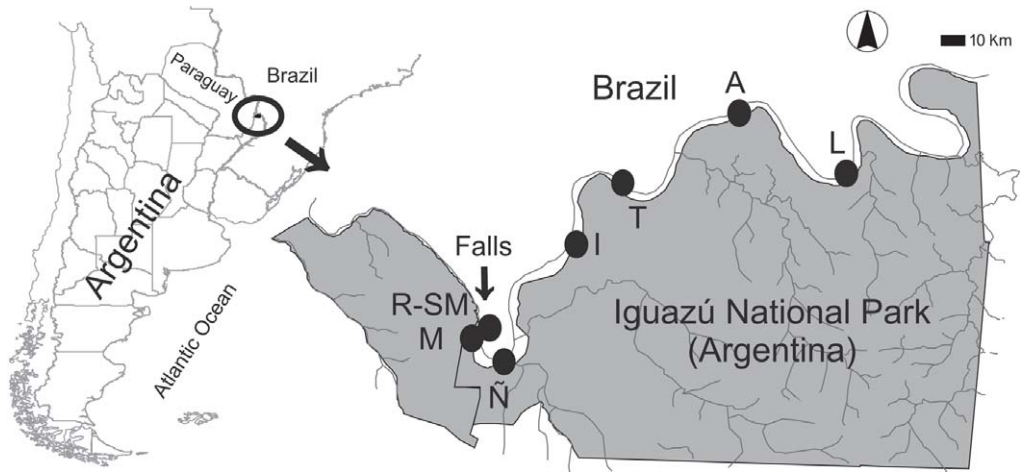 Paraguay
Brazil
Argentina
Atlantic Ocean
10 Km
Brazil
A
L
T
I
Falls
R-SM
M
Ñ
Iguazú National Park
(Argentina)